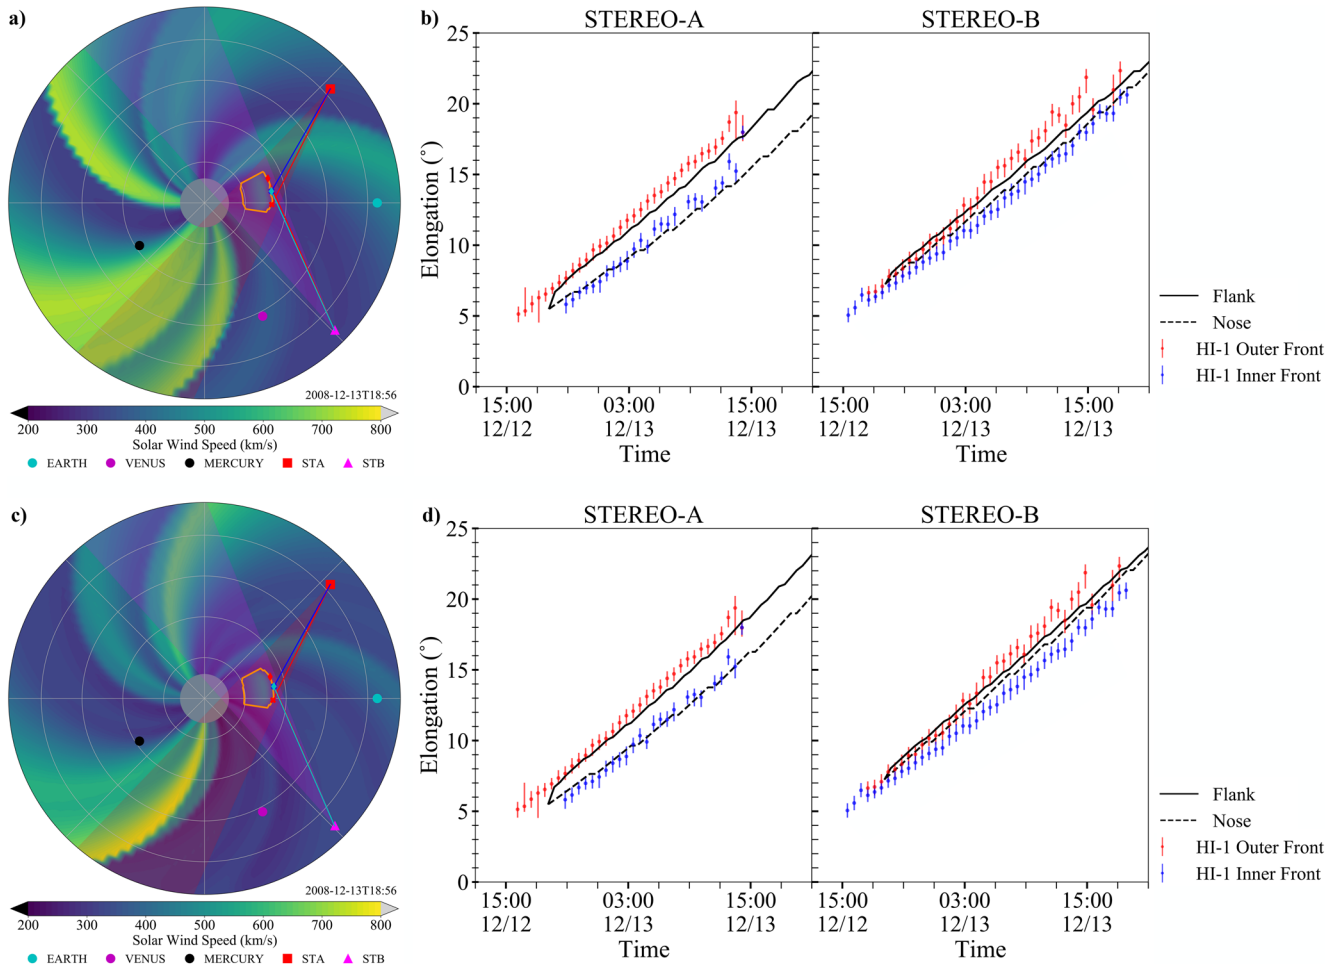 a)
2008-12-13T18:56
200 300 400 500 600 700 800
Solar Wind Speed (km/s)
EARTH VENUS MERCURY STA STB
b)
STEREO-A STEREO-B
25
20
15
10
5
0
Elongation (°)
15:00 03:00 15:00 15:00 03:00 15:00
12/12 12/13 12/13 12/12 12/13 12/13
Time Time
Flank
Nose
HI-1 Outer Front
HI-1 Inner Front
c)
2008-12-13T18:56
200 300 400 500 600 700 800
Solar Wind Speed (km/s)
EARTH VENUS MERCURY STA STB
d)
STEREO-A STEREO-B
25
20
15
10
5
0
Elongation (°)
15:00 03:00 15:00 15:00 03:00 15:00
12/12 12/13 12/13 12/12 12/13 12/13
Time Time
Flank
Nose
HI-1 Outer Front
HI-1 Inner Front